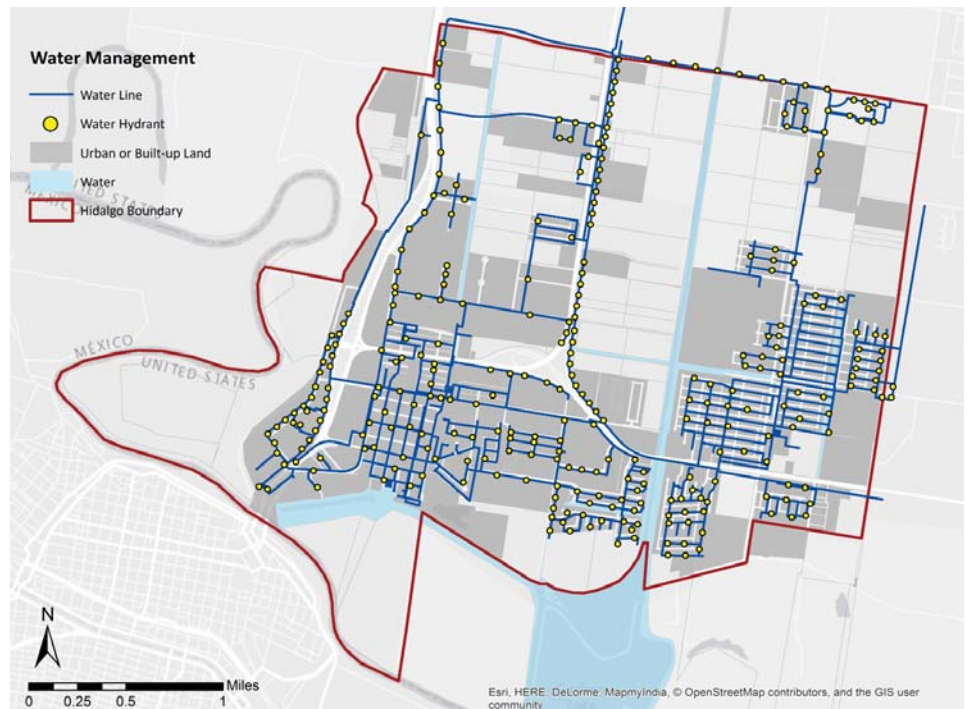 Water Management
Water Line
Water Hydrant
Urban or Built-up Land
Water
Hidalgo Boundary
MÉXICO
UNITED STATES
N
Miles
0 0.25 0.5 1
Esri, HERE, DeLorme, MapmyIndia, © OpenStreetMap contributors, and the GIS user
community